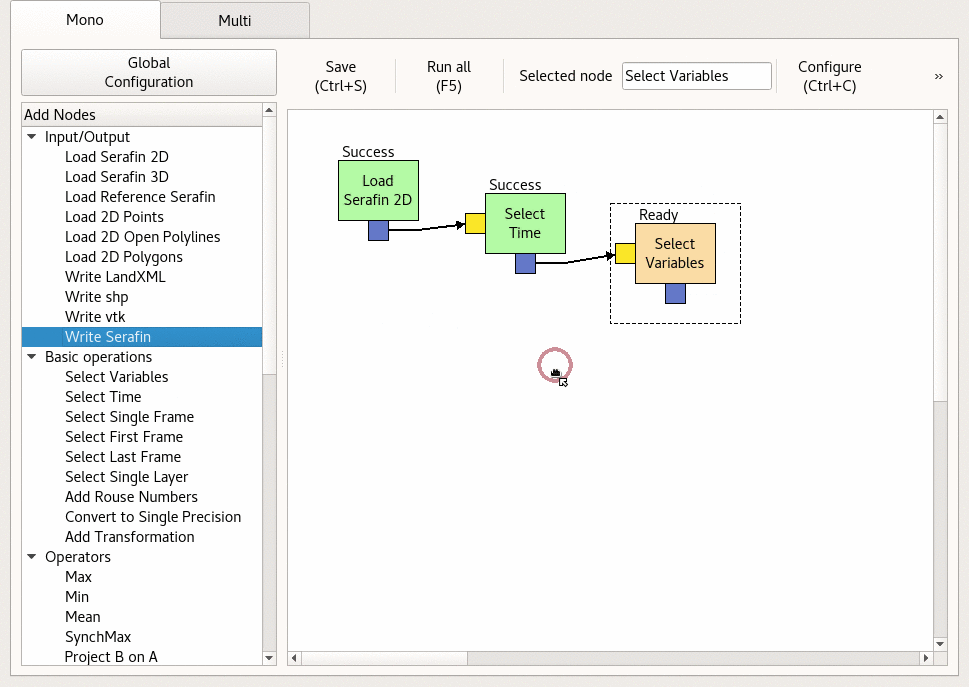 Mono
Multi
Global
Configuration
Save
(Ctrl+S)
Run all
(F5)
Selected node
Select Variables
Configure
(Ctrl+C)
»
Add Nodes
Input/Output
Load Serafin 2D
Load Serafin 3D
Load Reference Serafin
Load 2D Points
Load 2D Open Polylines
Load 2D Polygons
Write LandXML
Write shp
Write vtk
Write Serafin
Basic operations
Select Variables
Select Time
Select Single Frame
Select First Frame
Select Last Frame
Select Single Layer
Add Rouse Numbers
Convert to Single Precision
Add Transformation
Operators
Max
Min
Mean
SynchMax
Project B on A
Success
Load
Serafin 2D
Success
Select
Time
Ready
Select
Variables